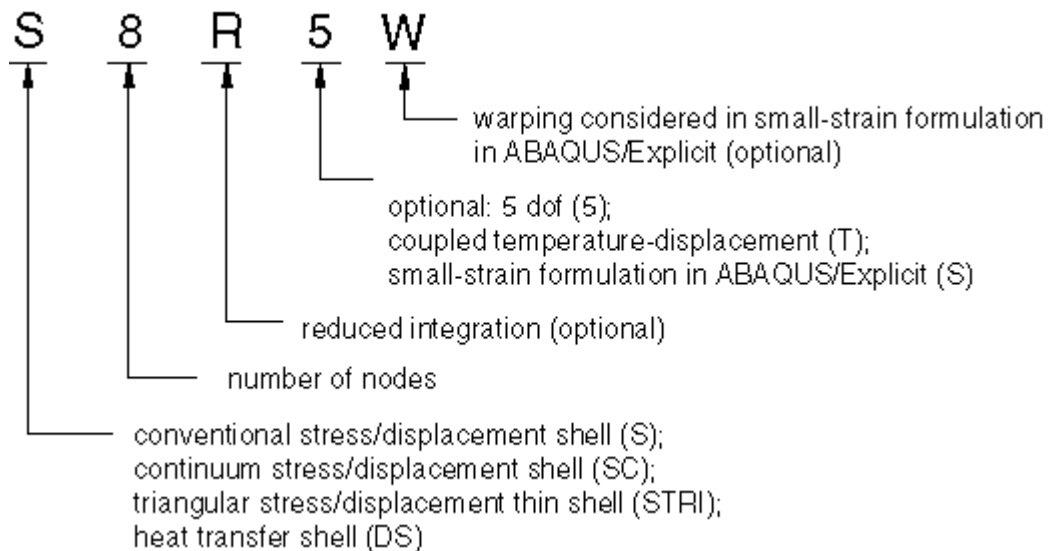 S 8 R 5 W
warping considered in small-strain formulation
in ABAQUS/Explicit (optional)
optional: 5 dof (5);
coupled temperature-displacement (T);
small-strain formulation in ABAQUS/Explicit (S)
reduced integration (optional)
number of nodes
conventional stress/displacement shell (S);
continuum stress/displacement shell (SC);
triangular stress/displacement thin shell (STRI);
heat transfer shell (DS)